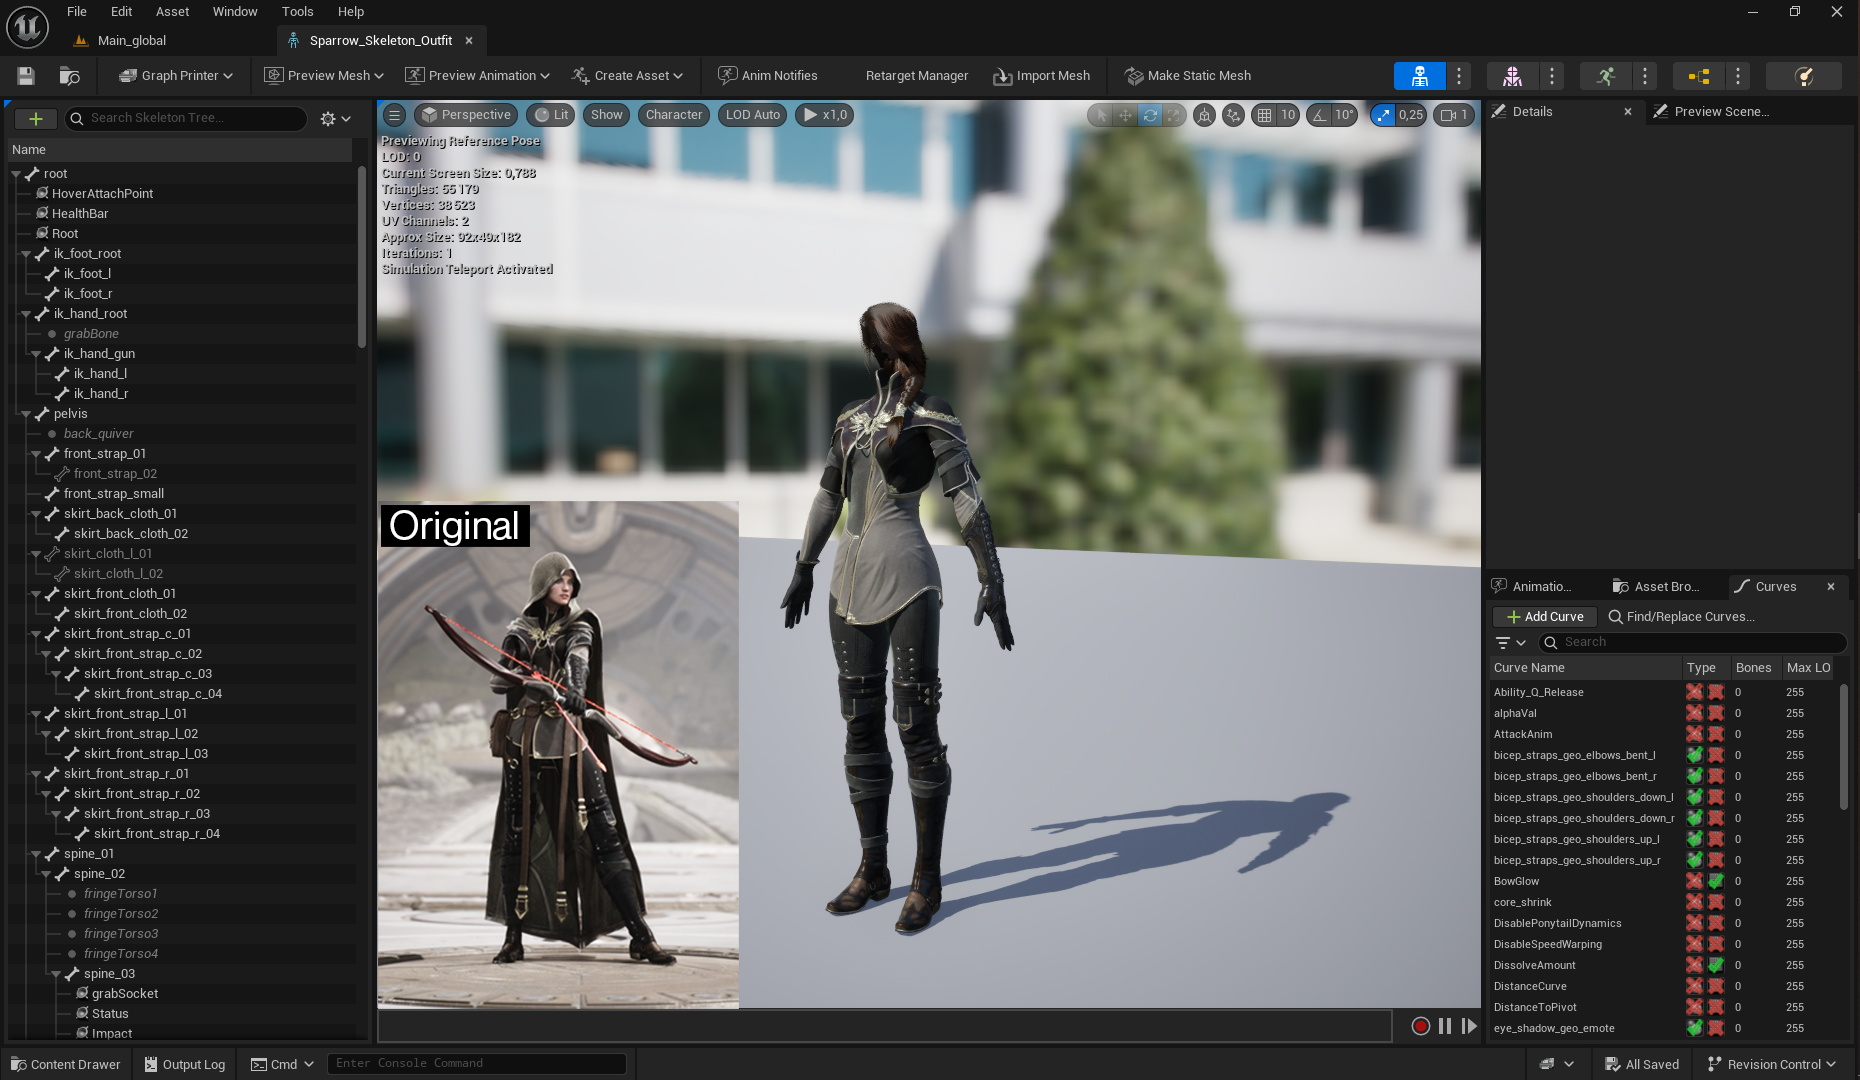 File Edit Asset Window Tools Help
Main_global
Sparrow_Skeleton_Outfit
Graph Printer
Preview Mesh
Preview Animation
Create Asset
Anim Notifies
Retarget Manager
Import Mesh
Make Static Mesh
Search Skeleton Tree...
Name
root
HoverAttachPoint
HealthBar
Root
ik_foot_root
ik_foot_l
ik_foot_r
ik_hand_root
grabBone
ik_hand_gun
ik_hand_l
ik_hand_r
pelvis
back_quiver
front_strap_01
front_strap_02
front_strap_small
skirt_back_cloth_01
skirt_back_cloth_02
skirt_cloth_l_01
skirt_cloth_l_02
skirt_front_cloth_01
skirt_front_cloth_02
skirt_front_strap_c_01
skirt_front_strap_c_02
skirt_front_strap_c_03
skirt_front_strap_c_04
skirt_front_strap_l_01
skirt_front_strap_l_02
skirt_front_strap_l_03
skirt_front_strap_r_01
skirt_front_strap_r_02
skirt_front_strap_r_03
skirt_front_strap_r_04
spine_01
spine_02
fringeTorso1
fringeTorso2
fringeTorso3
fringeTorso4
spine_03
grabSocket
Status
Impact
Perspective Lit Show Character LOD Auto x1,0
10 10° 0,25 1
Previewing Reference Pose
LOD: 0
Current Screen Size: 0,788
Triangles: 55 179
Vertices: 38 523
UV Channels: 2
Approx Size: 92x49x182
Iterations: 1
Simulation Teleport Activated
Original
Details
Preview Scene...
Animatio...
Asset Bro...
Curves
Add Curve
Find/Replace Curves...
Search
Curve Name Type Bones Max LO
Ability_Q_Release 0 255
alphaVal 0 255
AttackAnim 0 255
bicep_straps_geo_elbows_bent_l 0 255
bicep_straps_geo_elbows_bent_r 0 255
bicep_straps_geo_shoulders_down_l 0 255
bicep_straps_geo_shoulders_down_r 0 255
bicep_straps_geo_shoulders_up_l 0 255
bicep_straps_geo_shoulders_up_r 0 255
BowGlow 0 255
core_shrink 0 255
DisablePonytailDynamics 0 255
DisableSpeedWarping 0 255
DissolveAmount 0 255
DistanceCurve 0 255
DistanceToPivot 0 255
eye_shadow_geo_emote 0 255
Content Drawer
Output Log
Cmd
Enter Console Command
All Saved
Revision Control